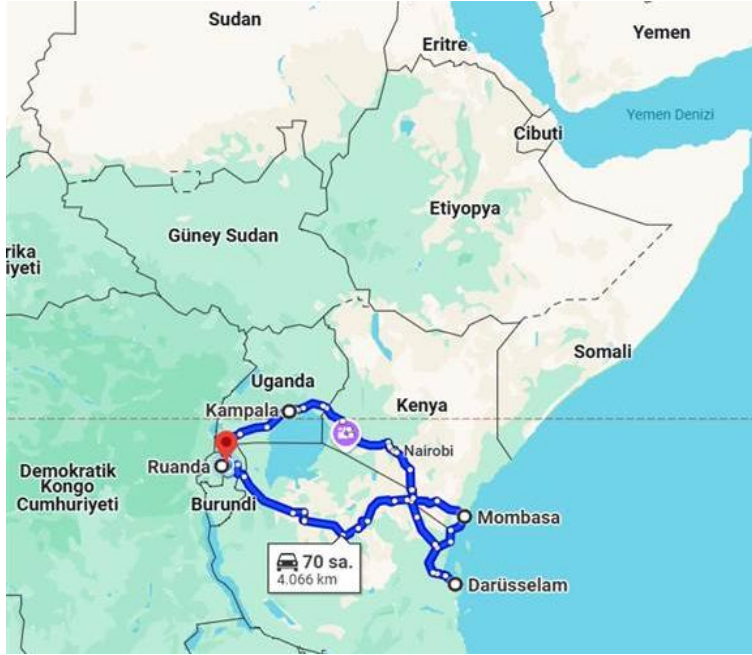 Sudan
Eritre
Yemen
Yemen Denizi
Cibuti
Etiyopya
Güney Sudan
rika
iyeti
Somali
Uganda
Kampala
Kenya
Nairobi
Ruanda
Demokratik
Kongo
Cumhuriyeti
Burundi
Mombasa
70 sa.
4.066 km
Darüsselam